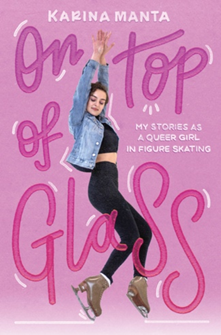 KARINA MANTA
On Top
of
MY STORIES AS
A QUEER GIRL
IN FIGURE SKATING
Glass